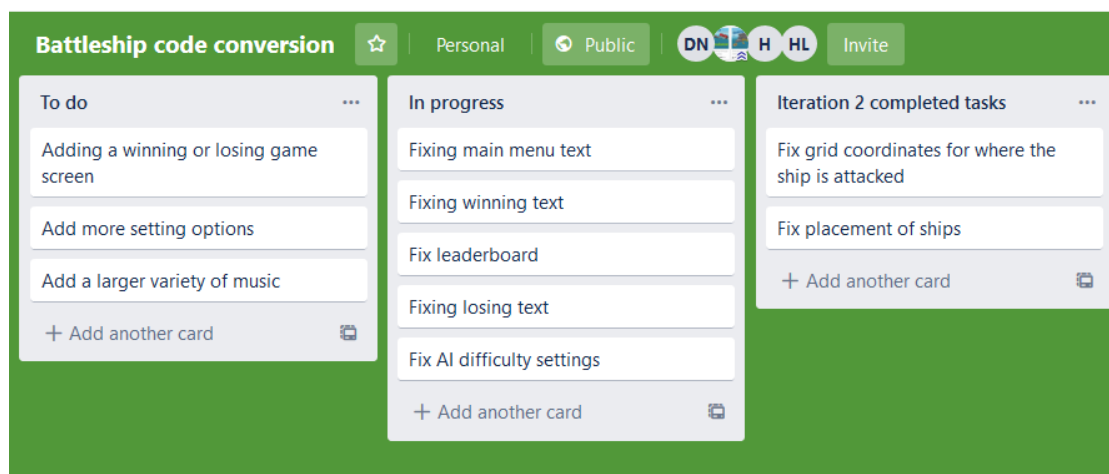 Battleship code conversion
Personal
Public
DN
H
HL
Invite
To do
Adding a winning or losing game
screen
Add more setting options
Add a larger variety of music
+ Add another card
In progress
Fixing main menu text
Fixing winning text
Fix leaderboard
Fixing losing text
Fix AI difficulty settings
+ Add another card
Iteration 2 completed tasks
Fix grid coordinates for where the
ship is attacked
Fix placement of ships
+ Add another card